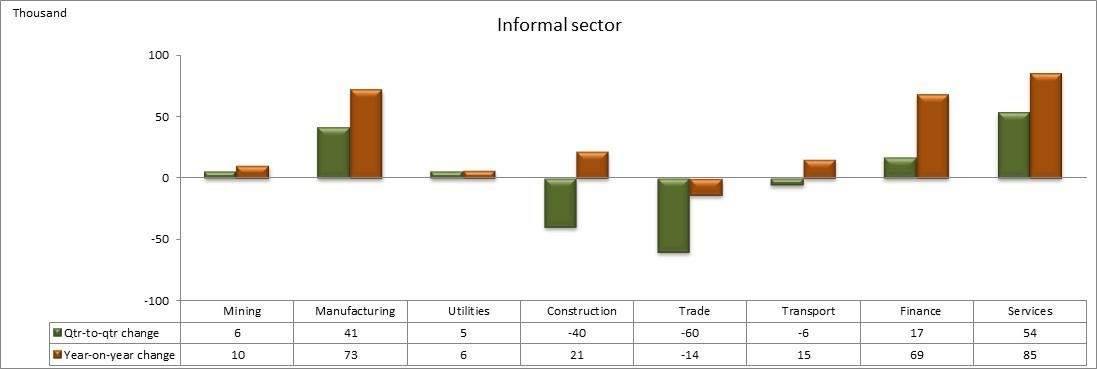 Thousand
Informal sector
100
50
0
-50
-100
Mining Manufacturing Utilities Construction Trade Transport Finance Services
Qtr-to-qtr change 6 41 5 -40 -60 -6 17 54
Year-on-year change 10 73 6 21 -14 15 69 85